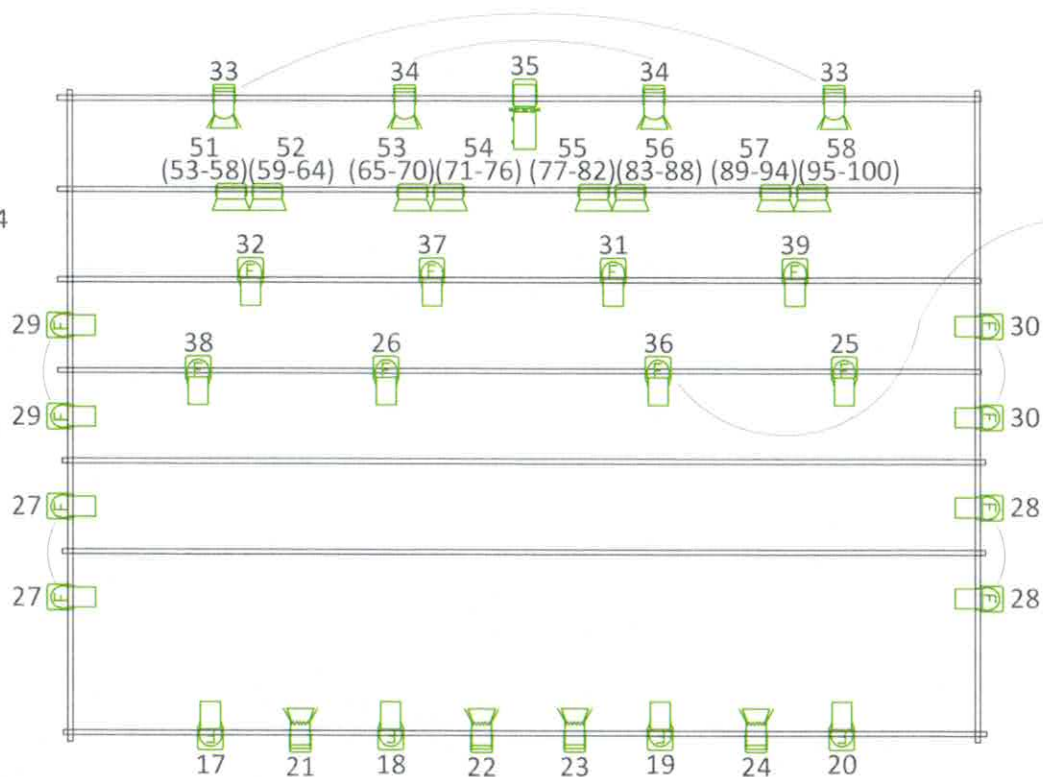 33 34 35 34 33
51 52 53 54 55 56 57 58
(53-58)(59-64) (65-70)(71-76) (77-82)(83-88) (89-94)(95-100)
4
32 37 31 39
F F F F
29 F F 30
38 26 36 25
F F F F
29 F F 30
27 F F 28
27 F F 28
F F F F
17 21 18 22 23 19 24 20